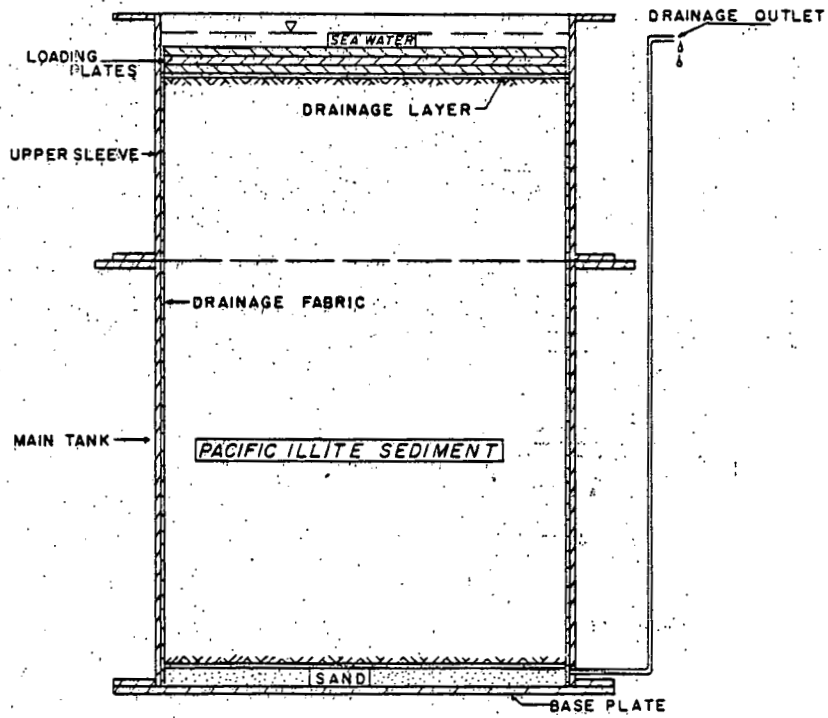 DRAINAGE OUTLET
SEA WATER
LOADING
PLATES
DRAINAGE LAYER
UPPER SLEEVE
DRAINAGE FABRIC
MAIN TANK
PACIFIC ILLITE SEDIMENT
SAND
BASE PLATE